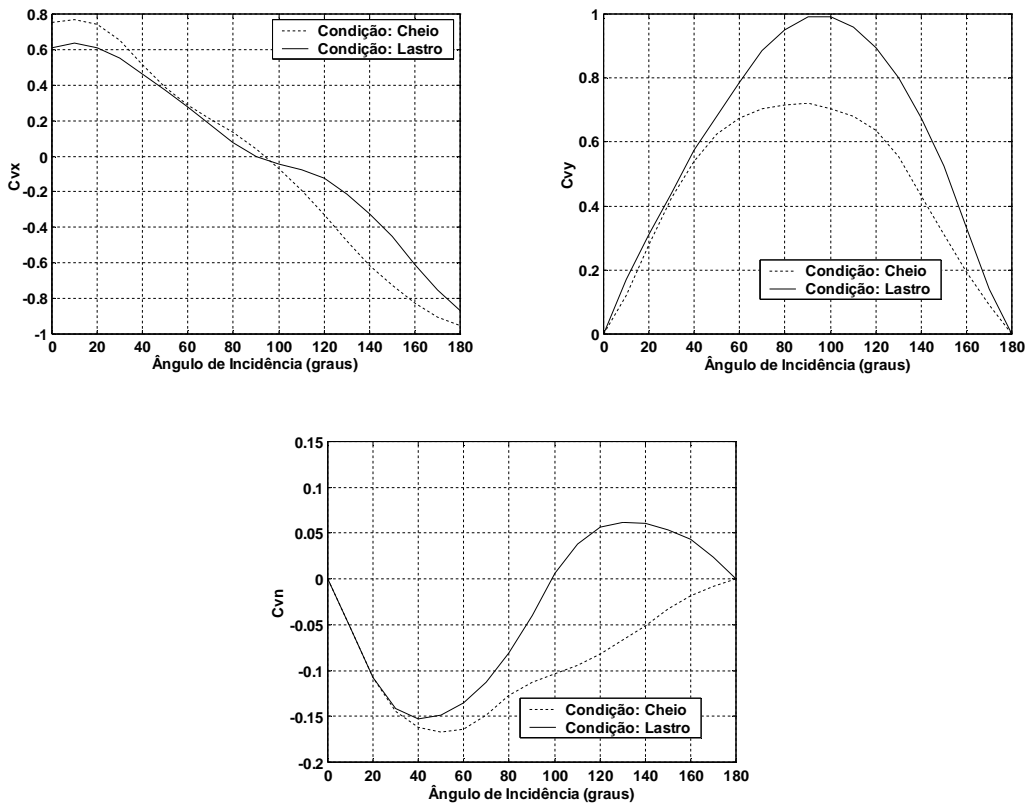 0.8
0.6
0.4
0.2
0
-0.2
-0.4
-0.6
-0.8
-1
Cvx
Condição: Cheio
Condição: Lastro
0 20 40 60 80 100 120 140 160 180
Ângulo de Incidência (graus)
1
0.8
0.6
0.4
0.2
0
Cvy
Condição: Cheio
Condição: Lastro
0 20 40 60 80 100 120 140 160 180
Ângulo de Incidência (graus)
0.15
0.1
0.05
0
-0.05
-0.1
-0.15
-0.2
Cvn
Condição: Cheio
Condição: Lastro
0 20 40 60 80 100 120 140 160 180
Ângulo de Incidência (graus)